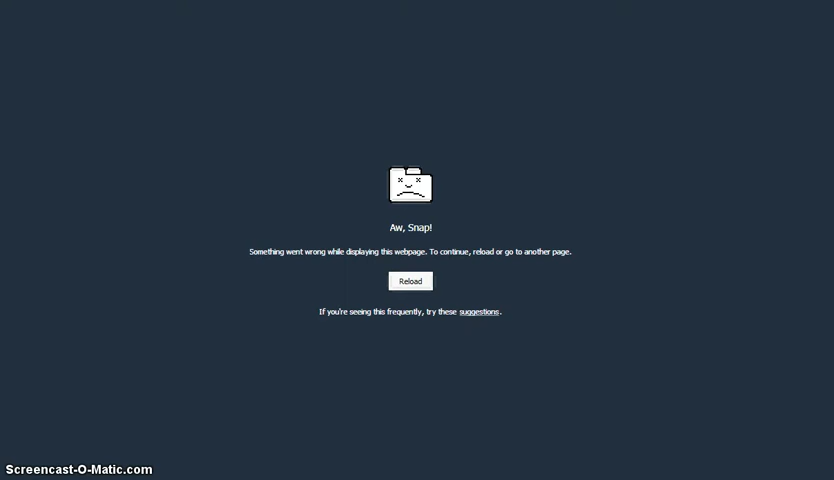 Aw, Snap!
Something went wrong while displaying this webpage. To continue, reload or go to another page.
Reload
If you're seeing this frequently, try these suggestions.
Screencast-O-Matic.com